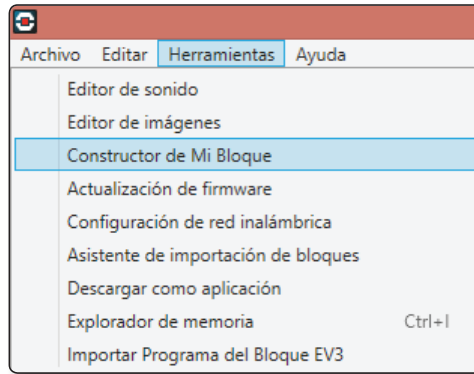 Archivo Editar Herramientas Ayuda
Editor de sonido
Editor de imágenes
Constructor de Mi Bloque
Actualización de firmware
Configuración de red inalámbrica
Asistente de importación de bloques
Descargar como aplicación
Explorador de memoria Ctrl+I
Importar Programa del Bloque EV3